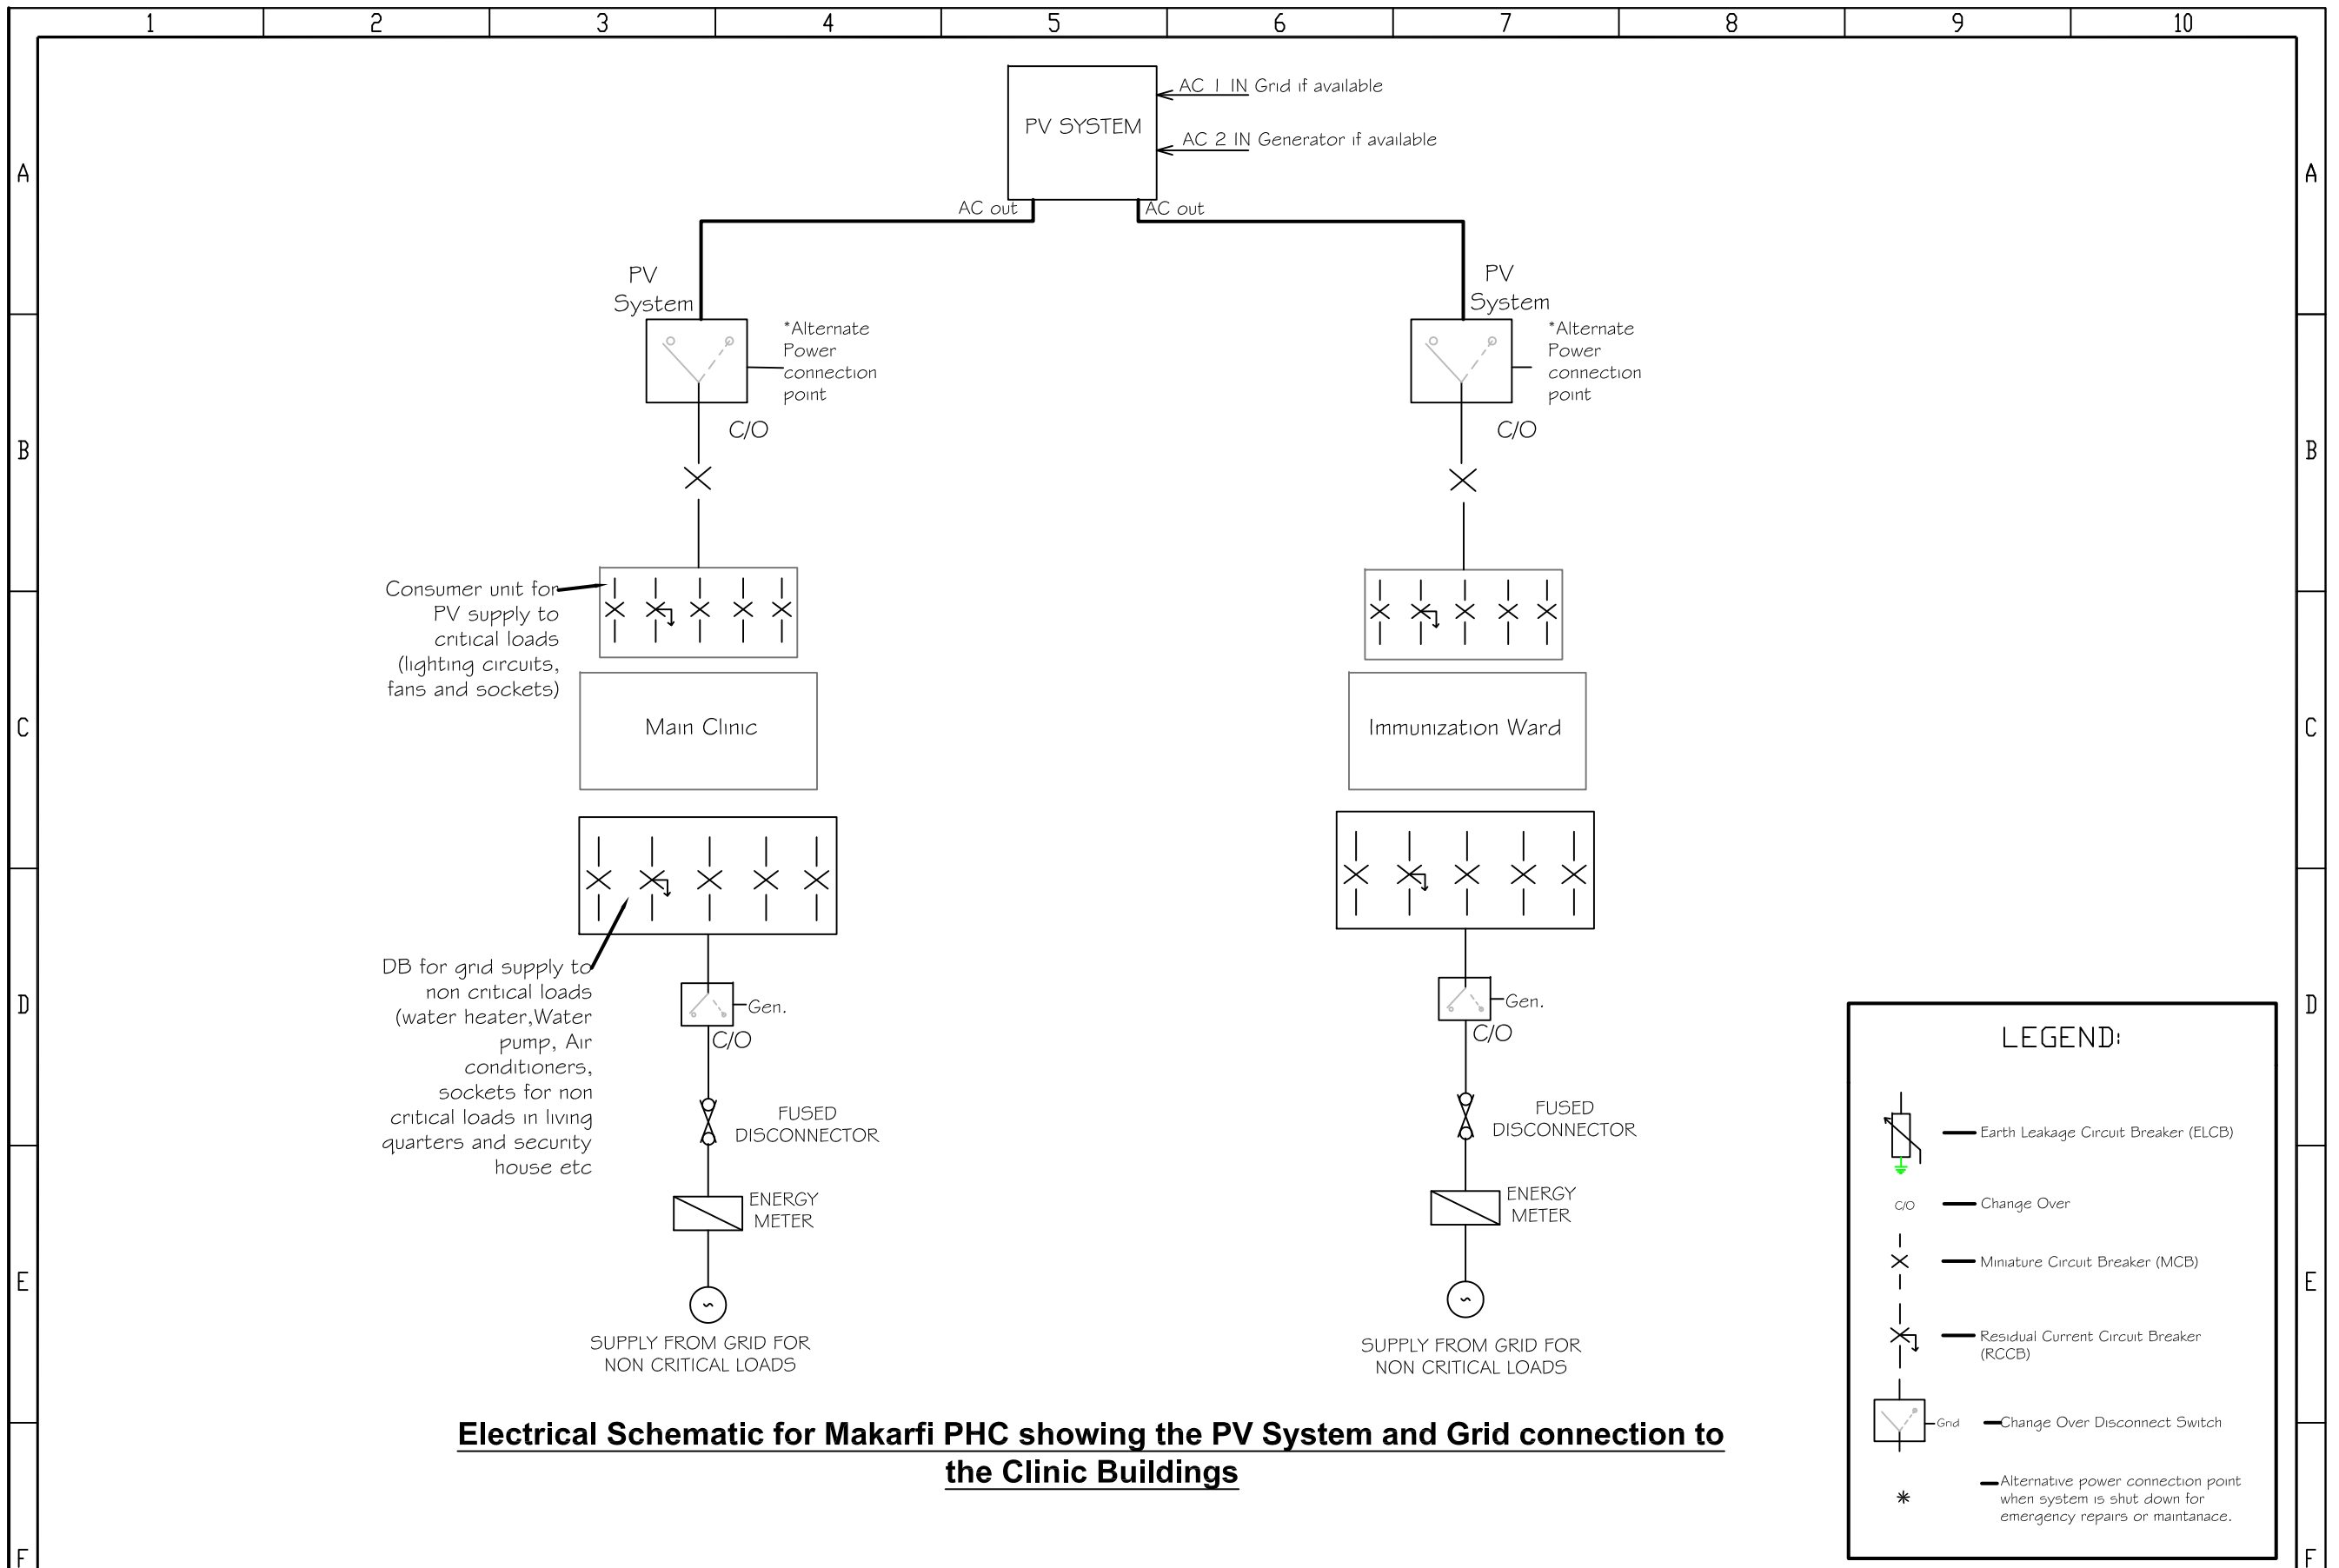 1 2 3 4 5 6 7 8 9 10
A A
B B
C C
D D
E E
F F
PV SYSTEM
AC 1 IN Grid if available
AC 2 IN Generator if available
AC out
AC out
PV
System
*Alternate
Power
connection
point
C/O
PV
System
*Alternate
Power
connection
point
C/O
Consumer unit for
PV supply to
critical loads
(lighting circuits,
fans and sockets)
Main Clinic
Immunization Ward
DB for grid supply to
non critical loads
(water heater,Water
pump, Air
conditioners,
sockets for non
critical loads in living
quarters and security
house etc
Gen.
C/O
FUSED
DISCONNECTOR
ENERGY
METER
SUPPLY FROM GRID FOR
NON CRITICAL LOADS
Gen.
C/O
FUSED
DISCONNECTOR
ENERGY
METER
SUPPLY FROM GRID FOR
NON CRITICAL LOADS
LEGEND:
Earth Leakage Circuit Breaker (ELCB)
C/O Change Over
Miniature Circuit Breaker (MCB)
Residual Current Circuit Breaker
(RCCB)
Grid Change Over Disconnect Switch
* Alternative power connection point
when system is shut down for
emergency repairs or maintanace.
Electrical Schematic for Makarfi PHC showing the PV System and Grid connection to
the Clinic Buildings